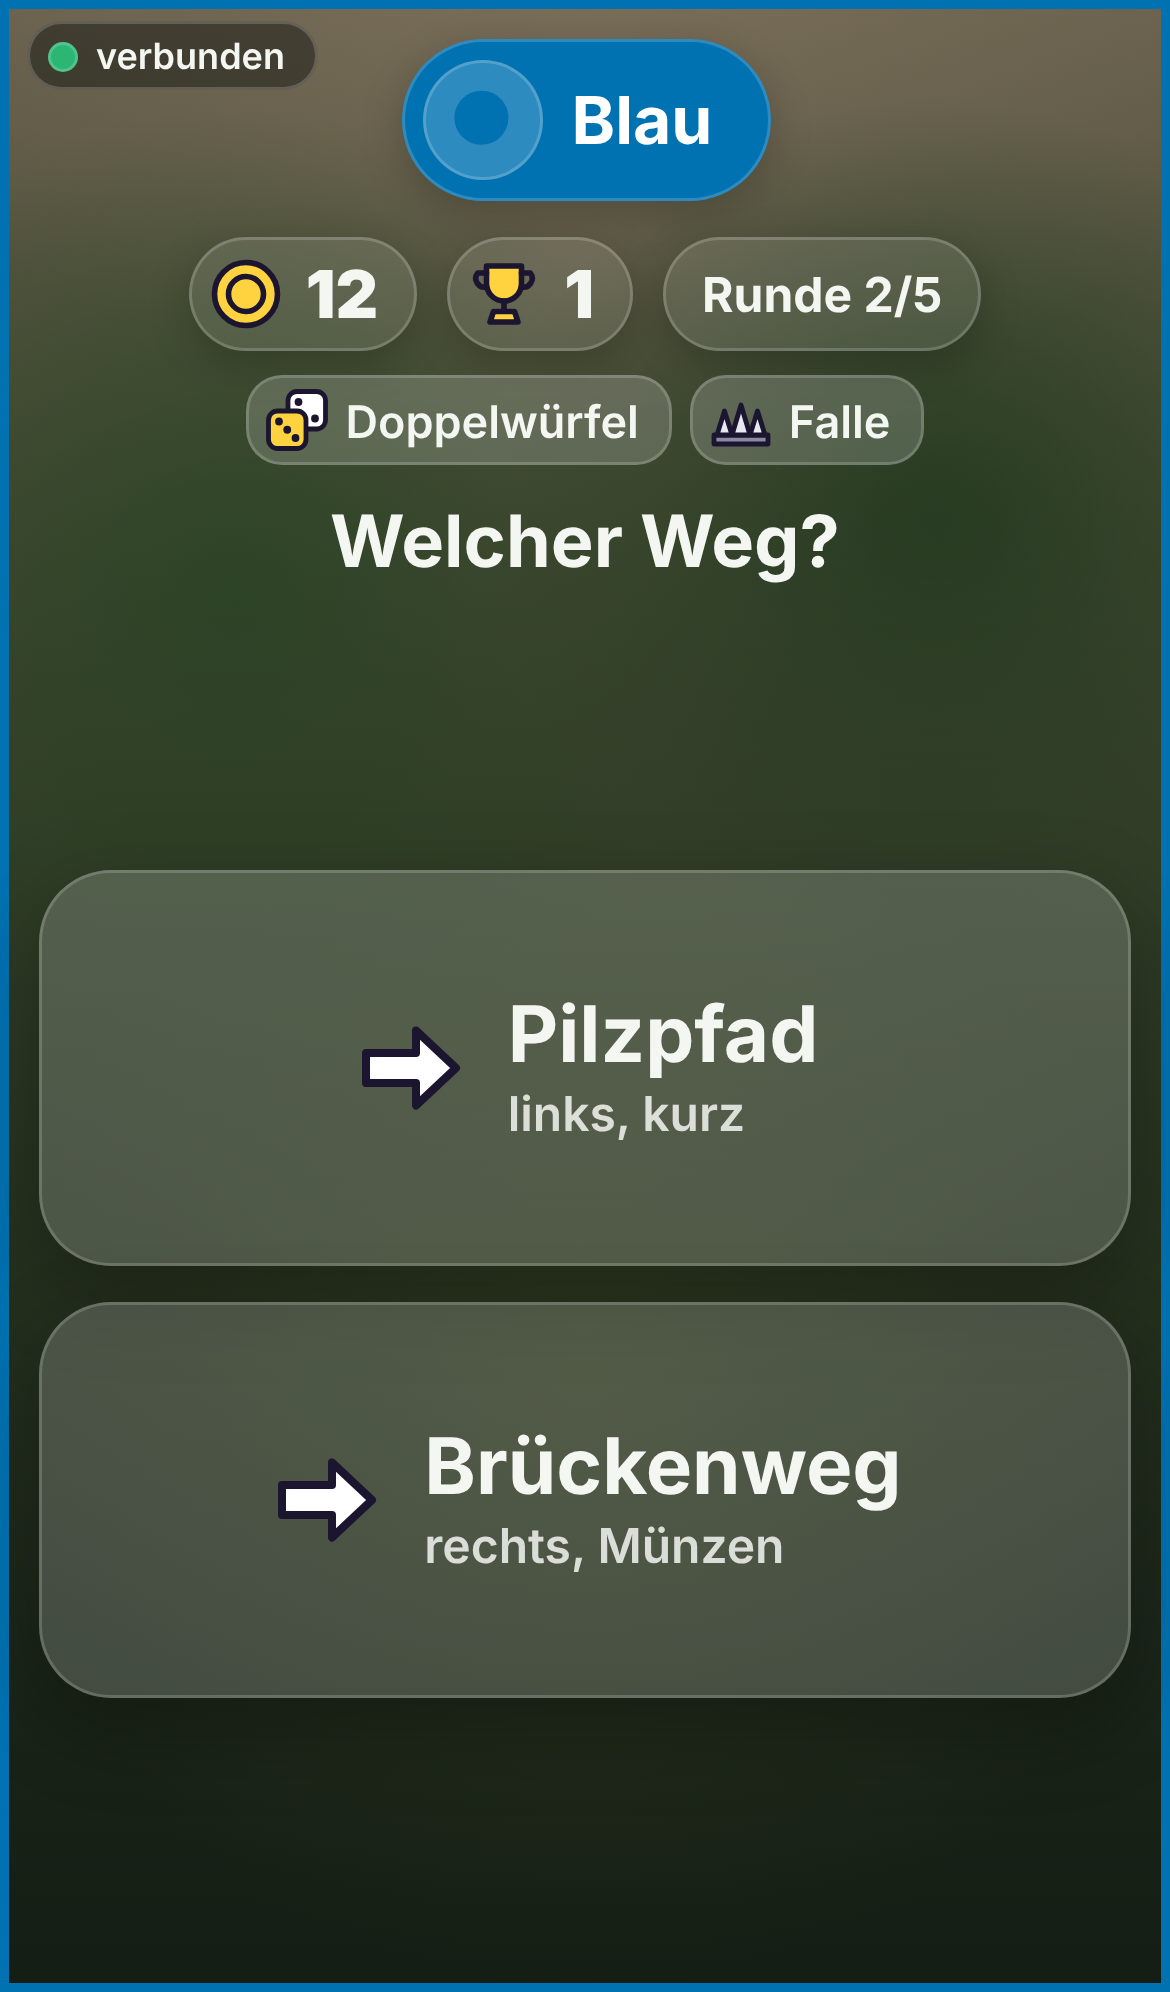 verbunden
Blau
12
1
Runde 2/5
Doppelwürfel
Falle
Welcher Weg?
Pilzpfad
links, kurz
Brückenweg
rechts, Münzen